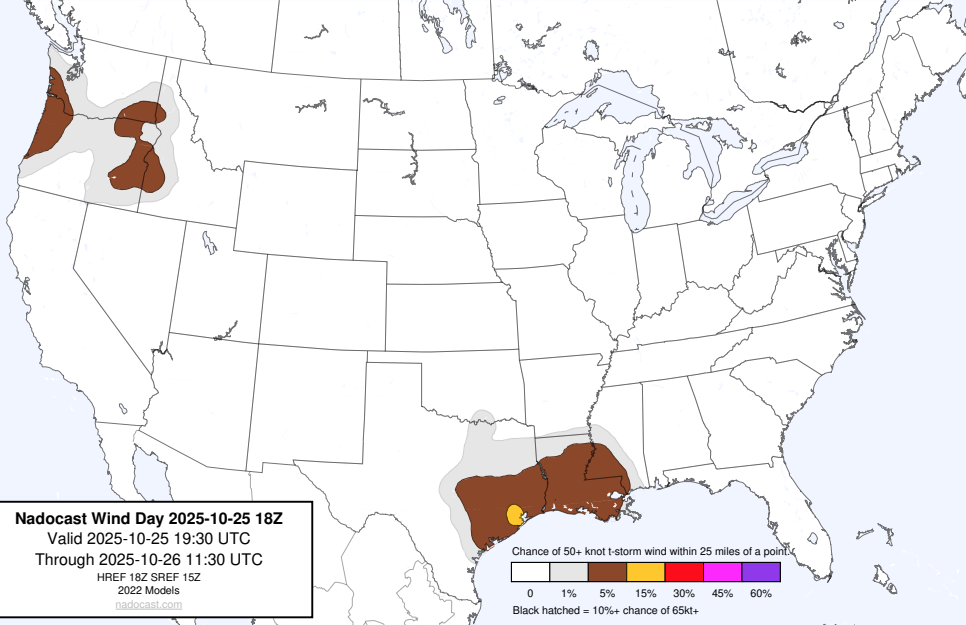 Nadocast Wind Day 2025-10-25 18Z
Valid 2025-10-25 19:30 UTC
Through 2025-10-26 11:30 UTC
HREF 18Z SREF 15Z
2022 Models
nadocast.com
Chance of 50+ knot t-storm wind within 25 miles of a point.
0 1% 5% 15% 30% 45% 60%
Black hatched = 10%+ chance of 65kt+